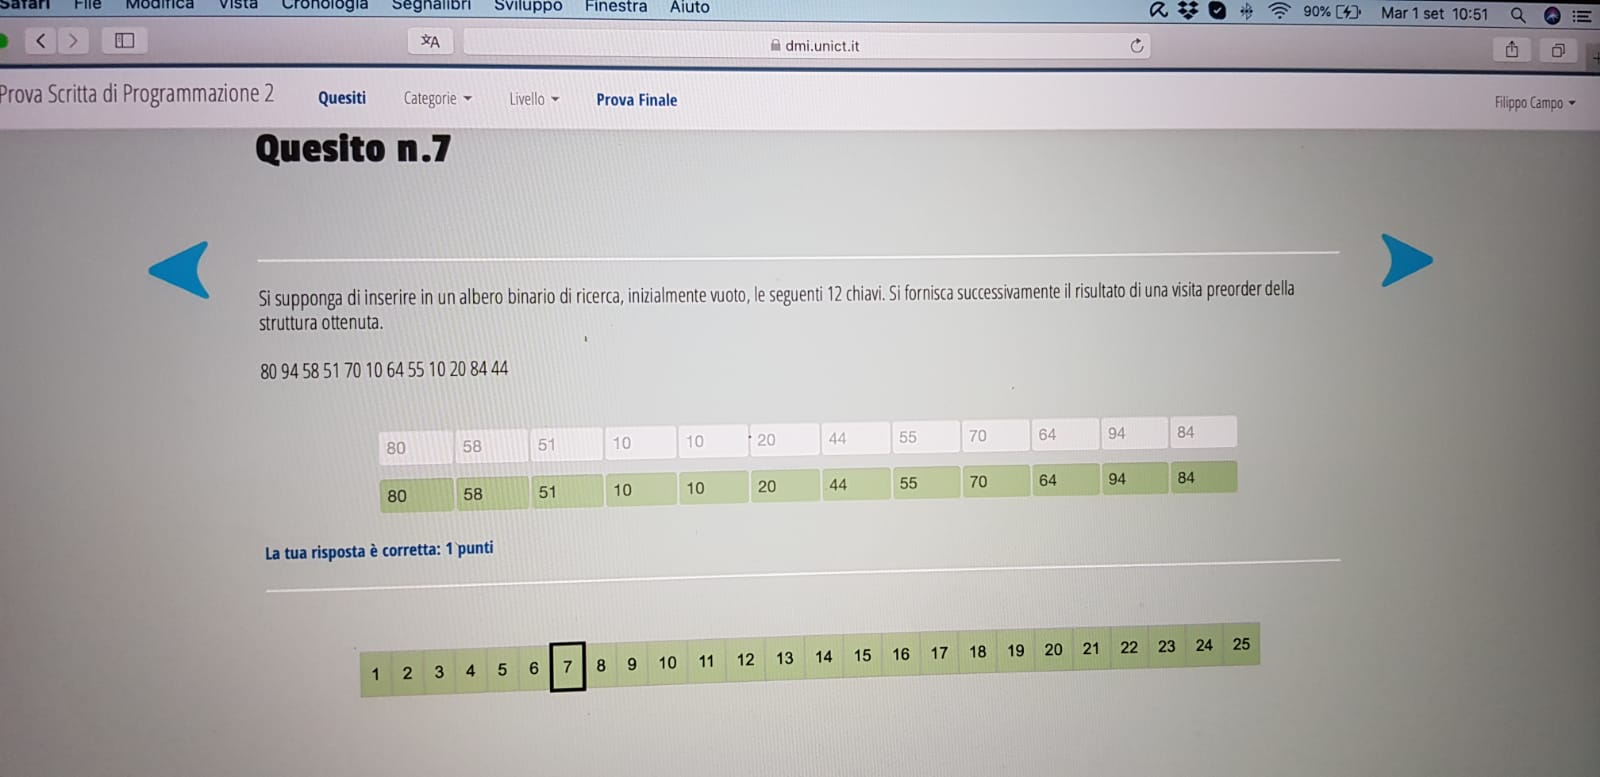 Safari File Modifica Vista Cronologia Segnalibri Sviluppo Finestra Aiuto 90% Mar 1 set 10:51
dmi.unict.it
Prova Scritta di Programmazione 2 Quesiti Categorie Livello Prova Finale Filippo Campo
Quesito n.7
Si supponga di inserire in un albero binario di ricerca, inizialmente vuoto, le seguenti 12 chiavi. Si fornisca successivamente il risultato di una visita preorder della
struttura ottenuta.
80 94 58 51 70 10 64 55 10 20 84 44
80 58 51 10 10 20 44 55 70 64 94 84
80 58 51 10 10 20 44 55 70 64 94 84
La tua risposta è corretta: 1 punti
1 2 3 4 5 6 7 8 9 10 11 12 13 14 15 16 17 18 19 20 21 22 23 24 25